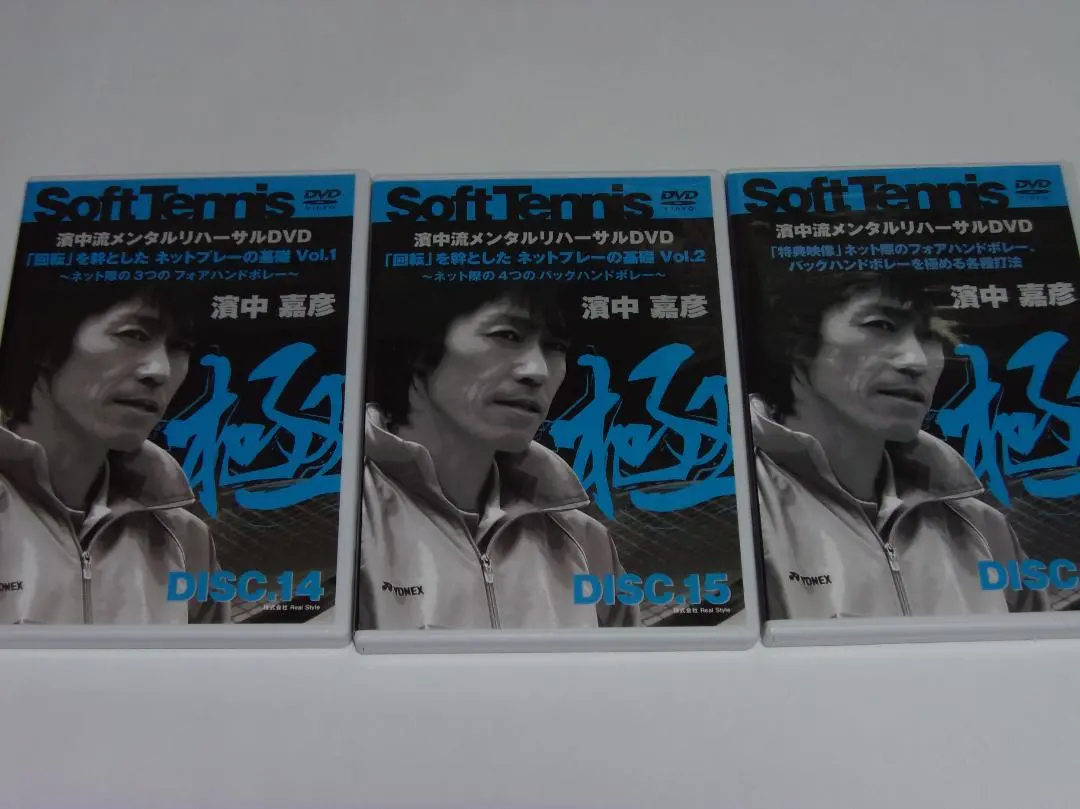 Soft Tennis
DVD
VIDEO
濱中流メンタルリハーサルDVD
「回転」を幹とした ネットプレーの基礎 Vol.1
〜ネット際の3つの フォアハンドボレー〜
濱中 嘉彦
極
YONEX
DISC.14
株式会社 Real Style
Soft Tennis
DVD
VIDEO
濱中流メンタルリハーサルDVD
「回転」を幹とした ネットプレーの基礎 Vol.2
〜ネット際の4つの バックハンドボレー〜
濱中 嘉彦
極
YONEX
DISC.15
株式会社 Real Style
Soft Tennis
DVD
VIDEO
濱中流メンタルリハーサルDVD
「特典映像」ネット際のフォアハンドボレー、
バックハンドボレーを極める各種打法
濱中 嘉彦
極
YONEX
DISC